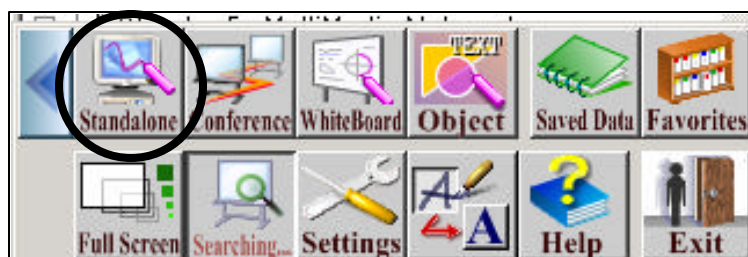 Standalone Conference WhiteBoard Object Saved Data Favorites
TEXT
Full Screen Searching... Settings Help Exit
A
A